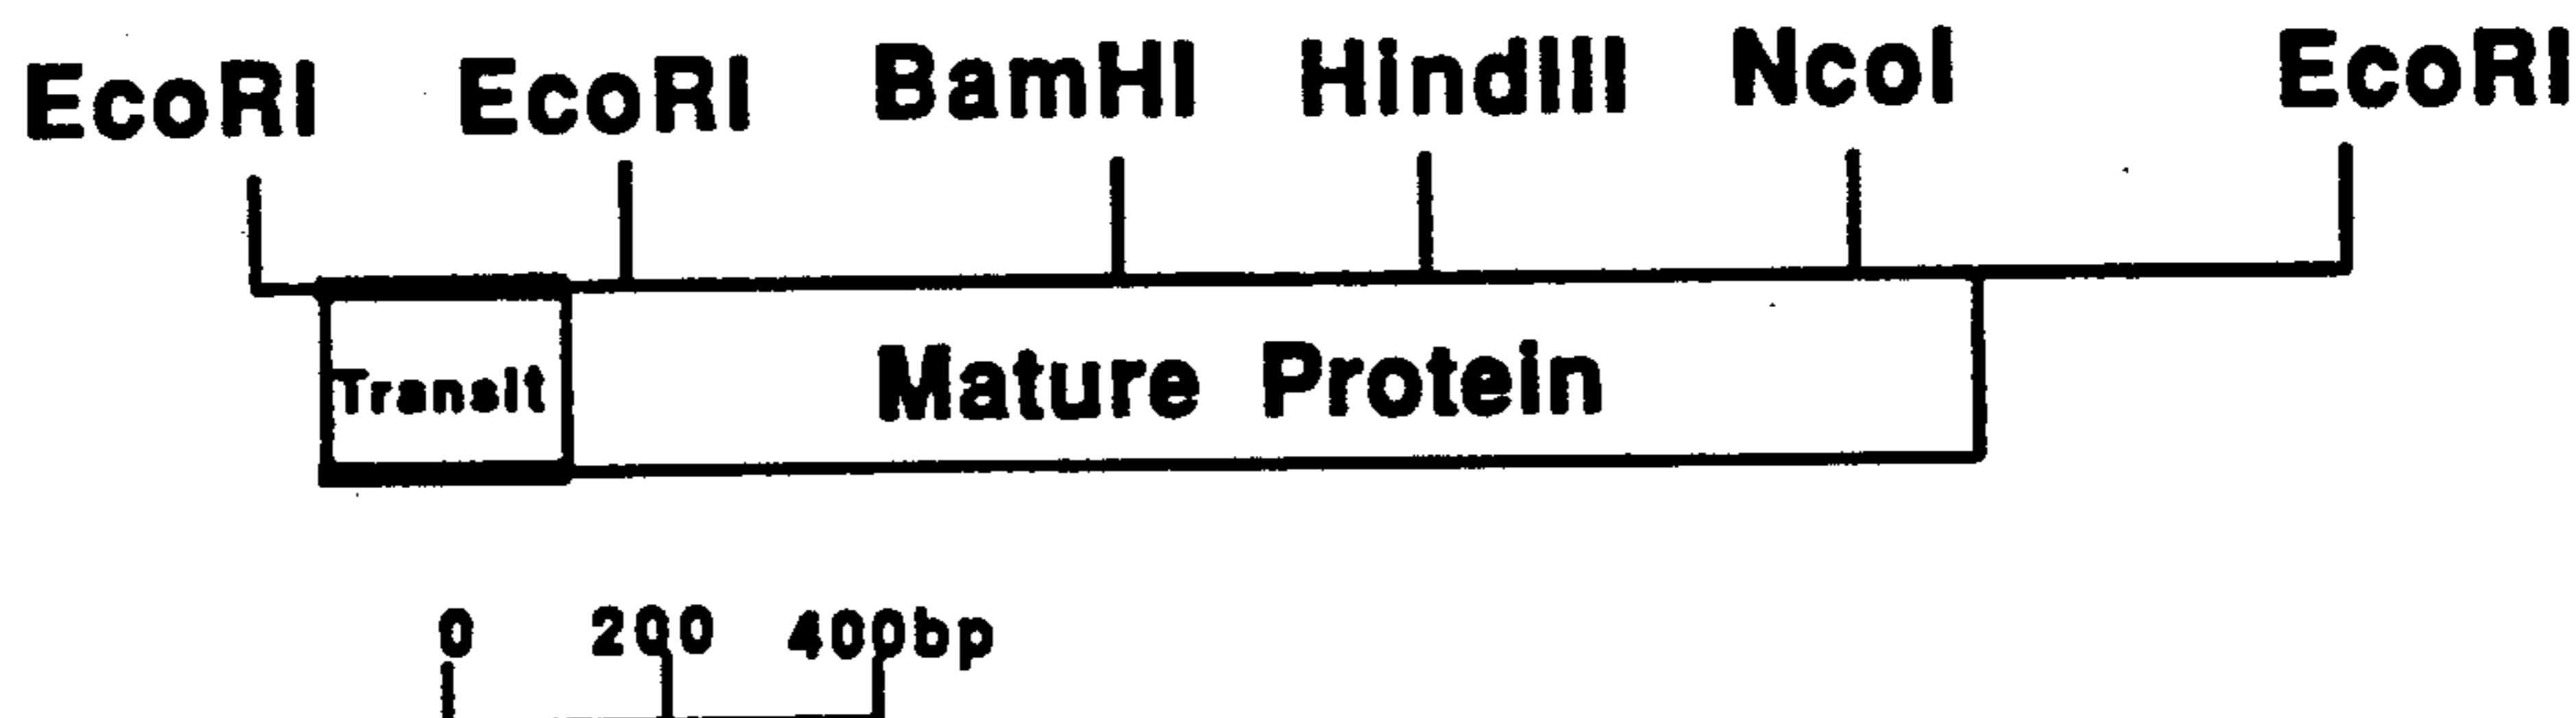 EcoRI EcoRI BamHI HindIII NcoI EcoRI
Transit Mature Protein
0 200 400bp